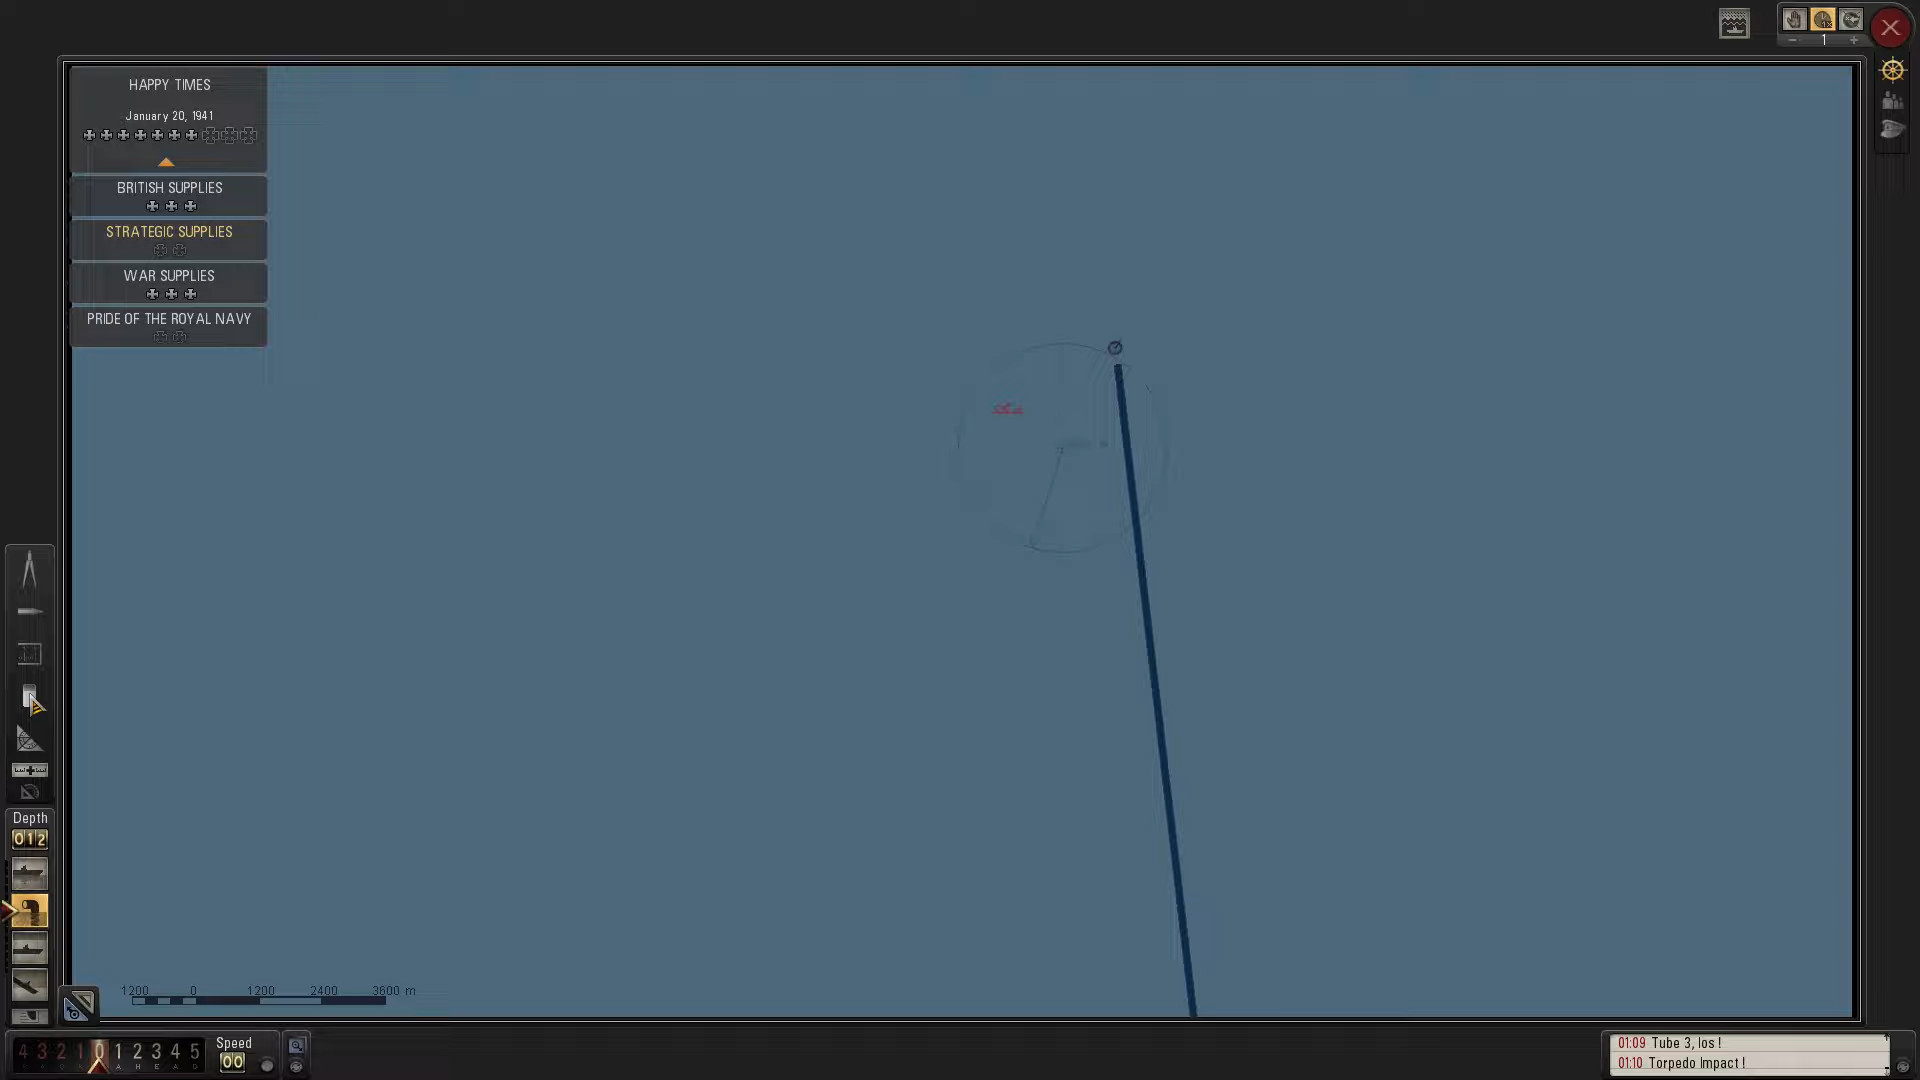 1
HAPPY TIMES
January 20, 1941
BRITISH SUPPLIES
STRATEGIC SUPPLIES
WAR SUPPLIES
PRIDE OF THE ROYAL NAVY
Depth
012
1200 0 1200 2400 3600 m
4 3 2 1 0 1 2 3 4 5
A H E A D
Speed
00
01:09 Tube 3, los !
01:10 Torpedo Impact !